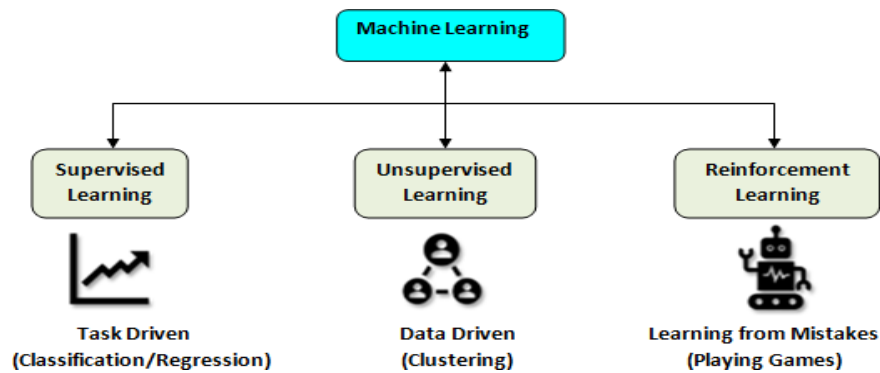 Machine Learning
Supervised
Learning
Unsupervised
Learning
Reinforcement
Learning
Task Driven
(Classification/Regression)
Data Driven
(Clustering)
Learning from Mistakes
(Playing Games)